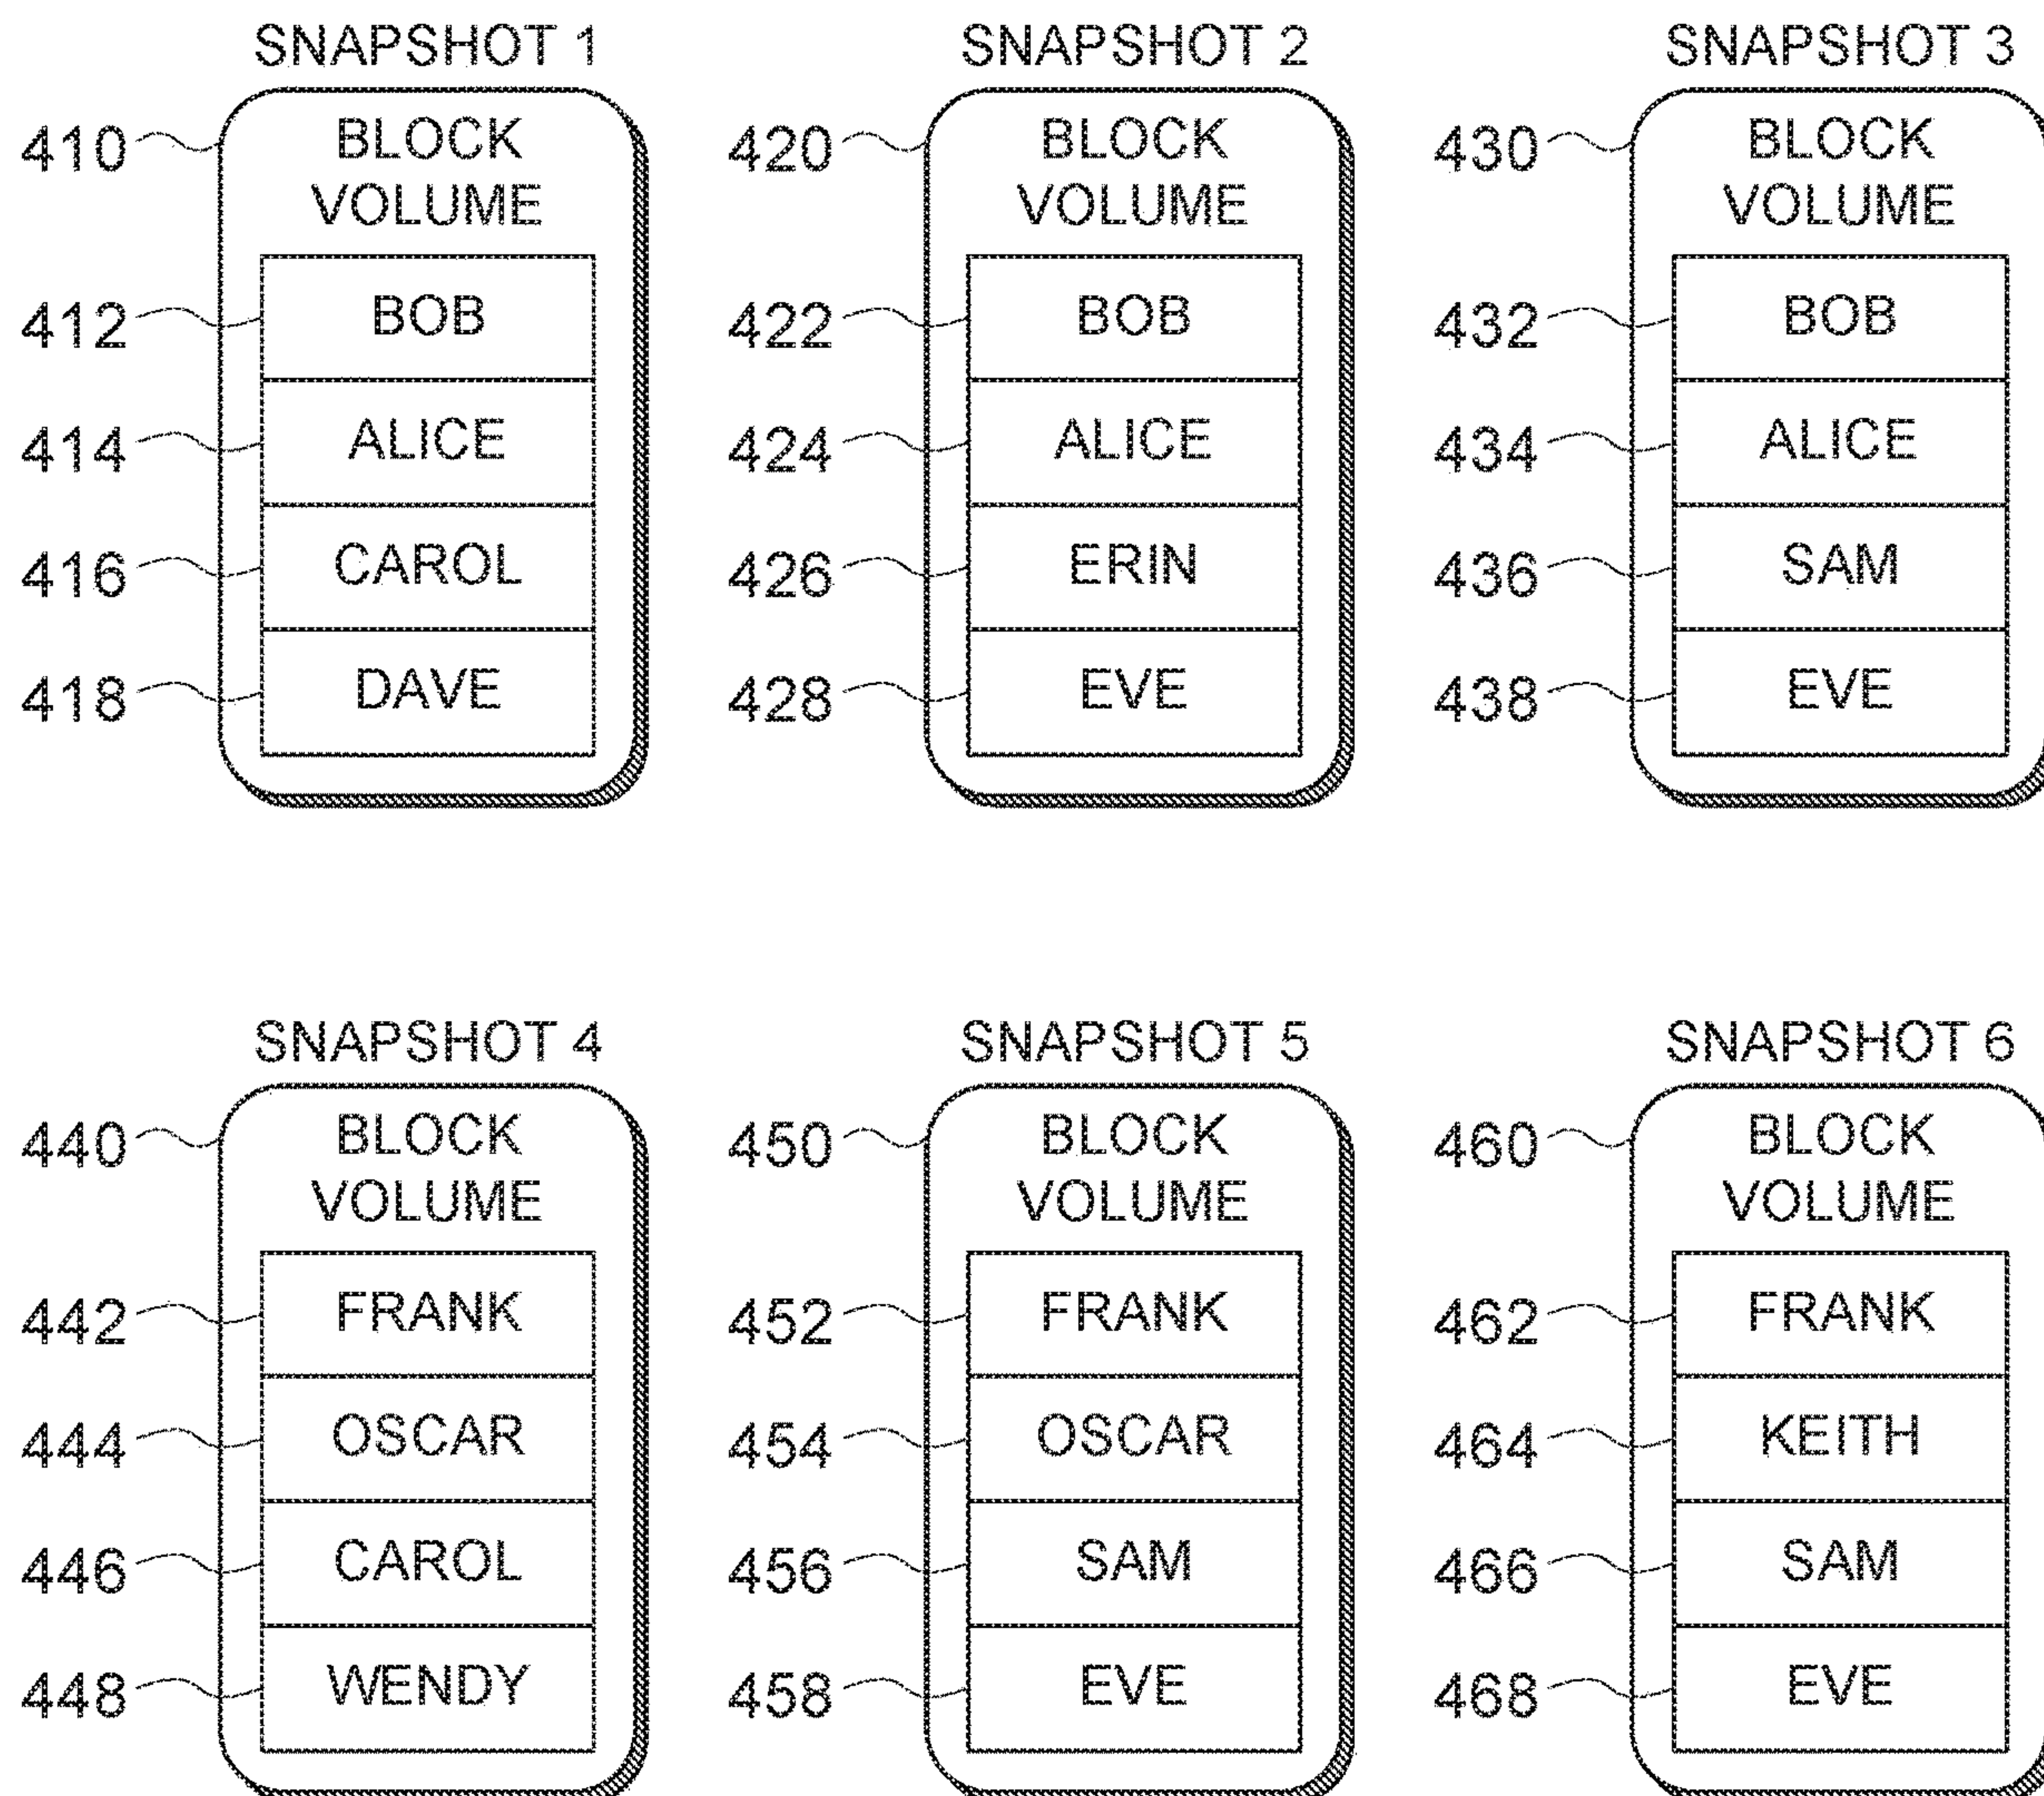 SNAPSHOT 1
410
BLOCK
VOLUME
412
BOB
414
ALICE
416
CAROL
418
DAVE
SNAPSHOT 2
420
BLOCK
VOLUME
422
BOB
424
ALICE
426
ERIN
428
EVE
SNAPSHOT 3
430
BLOCK
VOLUME
432
BOB
434
ALICE
436
SAM
438
EVE
SNAPSHOT 4
440
BLOCK
VOLUME
442
FRANK
444
OSCAR
446
CAROL
448
WENDY
SNAPSHOT 5
450
BLOCK
VOLUME
452
FRANK
454
OSCAR
456
SAM
458
EVE
SNAPSHOT 6
460
BLOCK
VOLUME
462
FRANK
464
KEITH
466
SAM
468
EVE